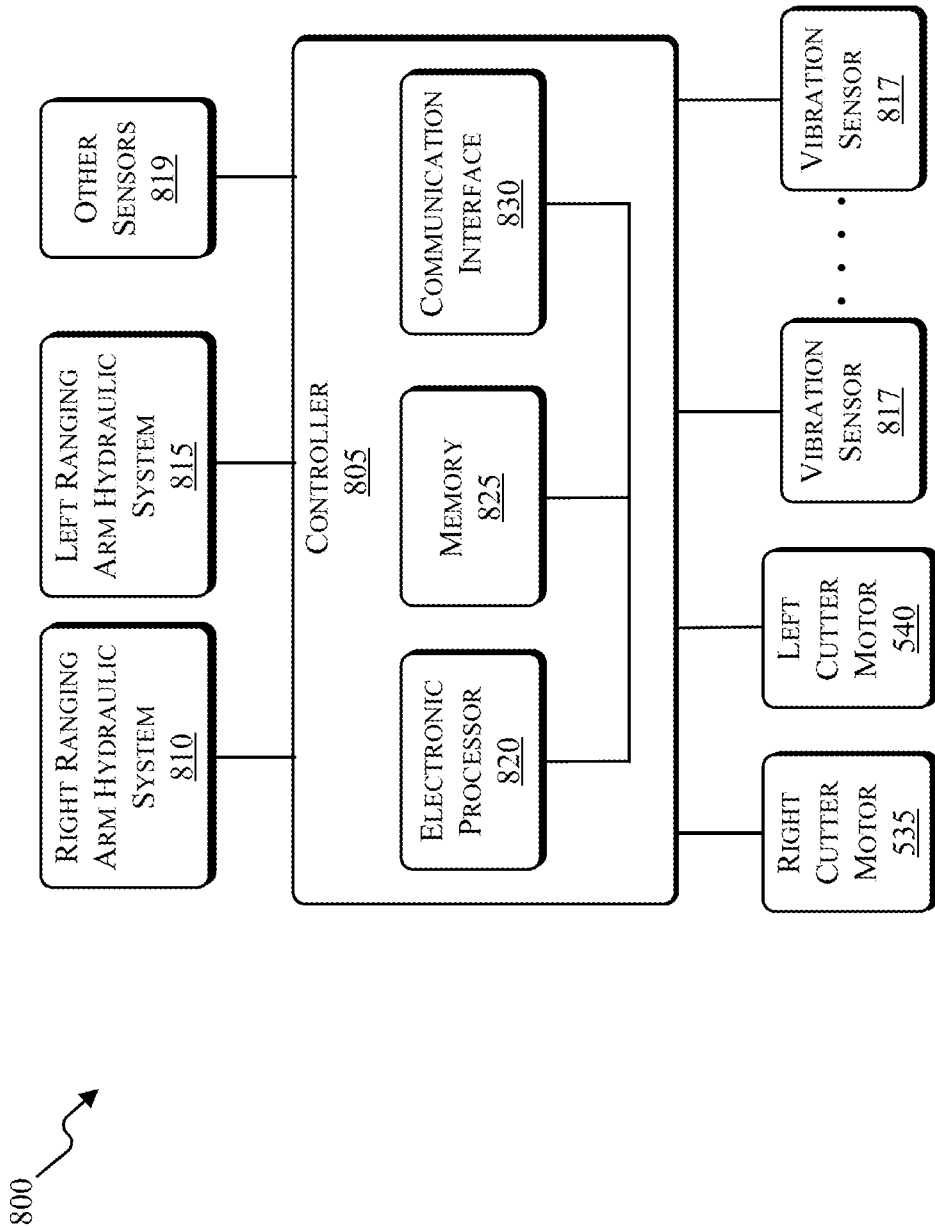 800
RIGHT RANGING
ARM HYDRAULIC
SYSTEM
810
LEFT RANGING
ARM HYDRAULIC
SYSTEM
815
OTHER
SENSORS
819
CONTROLLER
805
ELECTRONIC
PROCESSOR
820
MEMORY
825
COMMUNICATION
INTERFACE
830
RIGHT
CUTTER
MOTOR
535
LEFT
CUTTER
MOTOR
540
VIBRATION
SENSOR
817
. . . .
VIBRATION
SENSOR
817